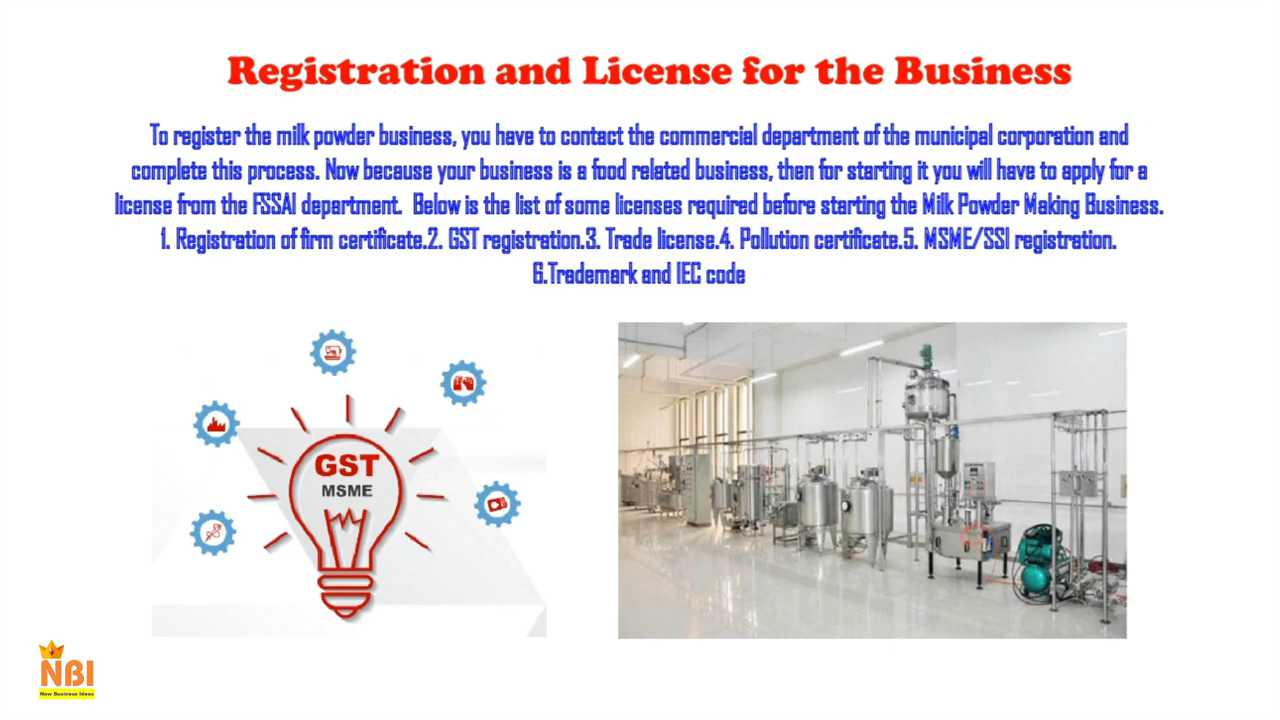 Registration and License for the Business
To register the milk powder business, you have to contact the commercial department of the municipal corporation and
complete this process. Now because your business is a food related business, then for starting it you will have to apply for a
license from the FSSAI department.  Below is the list of some licenses required before starting the Milk Powder Making Business.
1. Registration of firm certificate.2. GST registration.3. Trade license.4. Pollution certificate.5. MSME/SSI registration.
6.Trademark and IEC code
GST
MSME
NBI
New Business Ideas